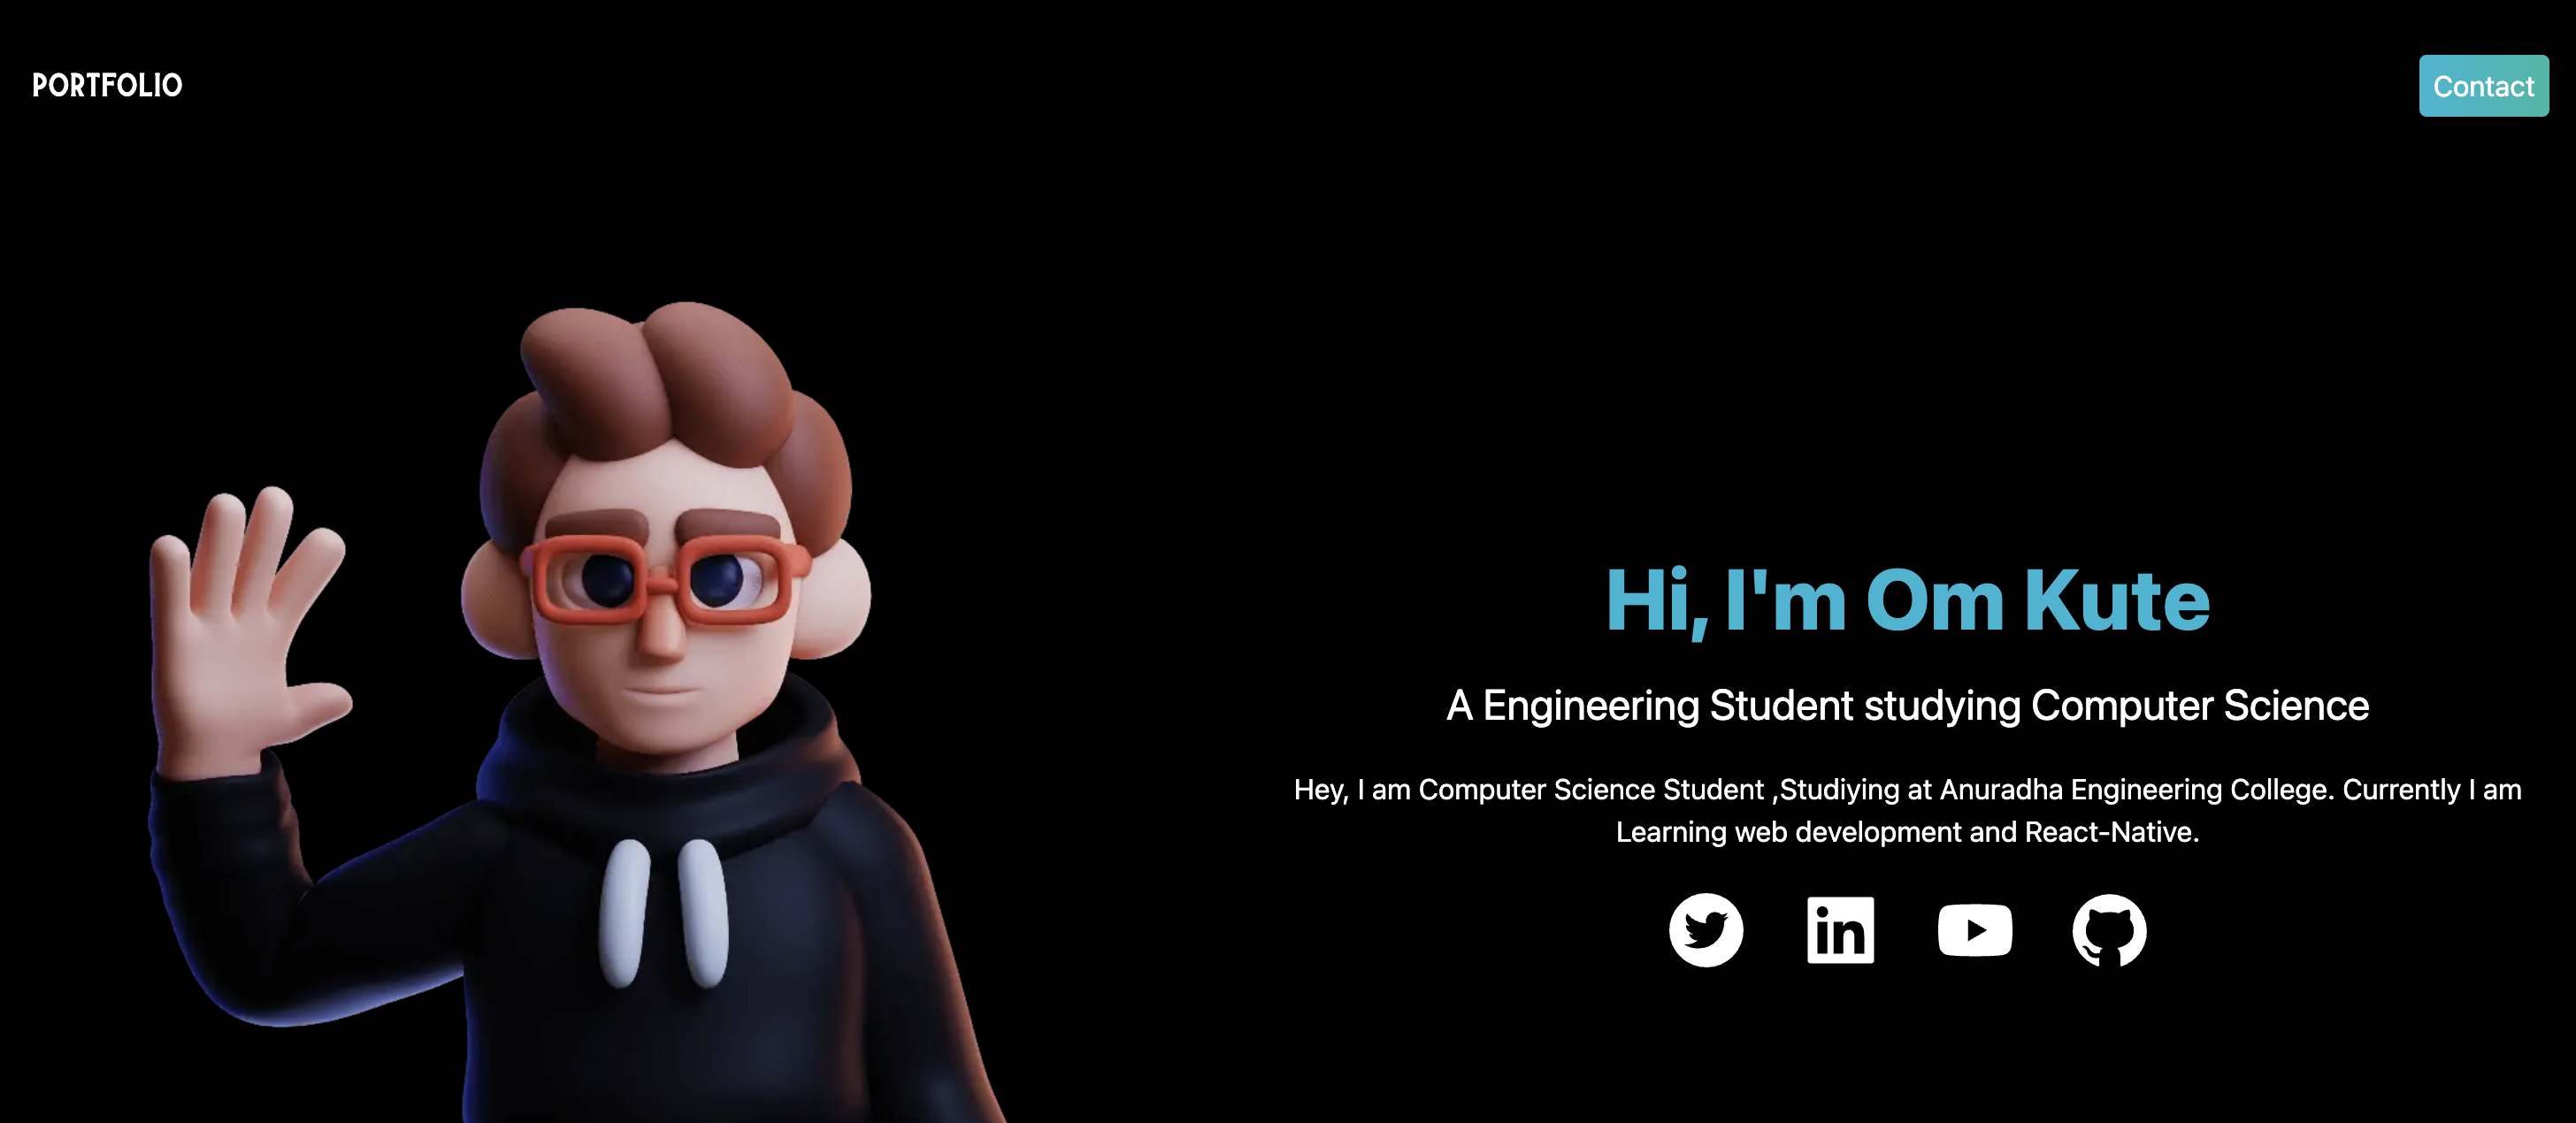 PORTFOLIO
Contact
Hi, I'm Om Kute
A Engineering Student studying Computer Science
Hey, I am Computer Science Student ,Studiying at Anuradha Engineering College. Currently I am
Learning web development and React-Native.
in